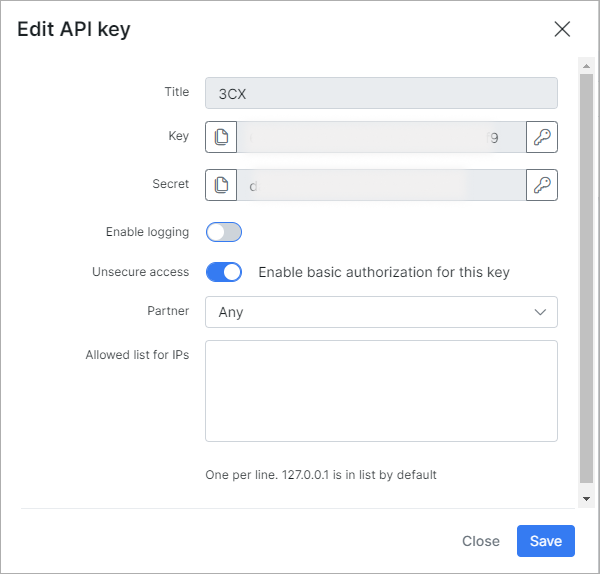 Edit API key
Title 3CX
Key 9
Secret d
Enable logging
Unsecure access Enable basic authorization for this key
Partner Any
Allowed list for IPs
One per line. 127.0.0.1 is in list by default
Close Save